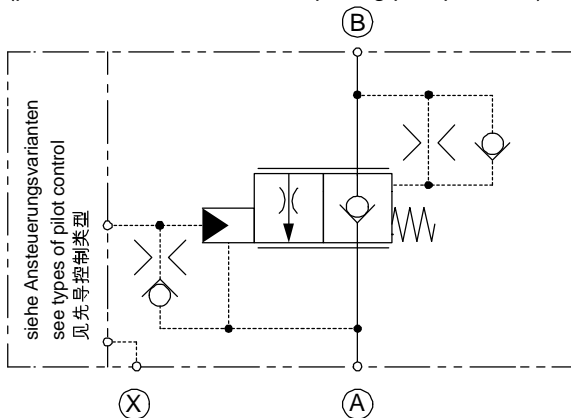 B
siehe Ansteuerungsvarianten
see types of pilot control
见先导控制类型
X
A